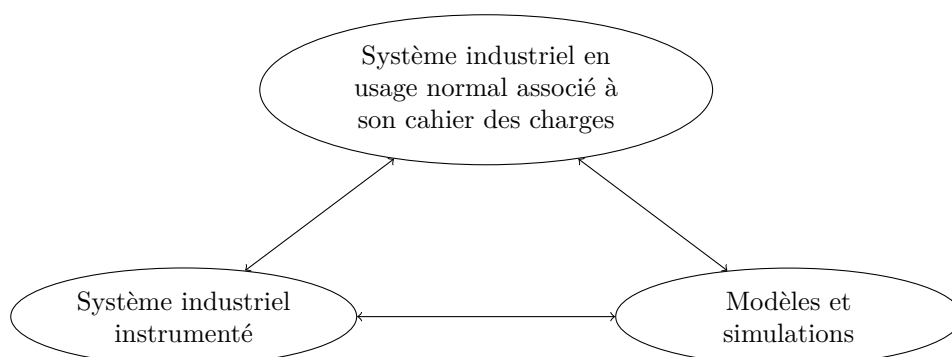 Système industriel en
usage normal associé à
son cahier des charges
Système industriel
instrumenté
Modèles et
simulations